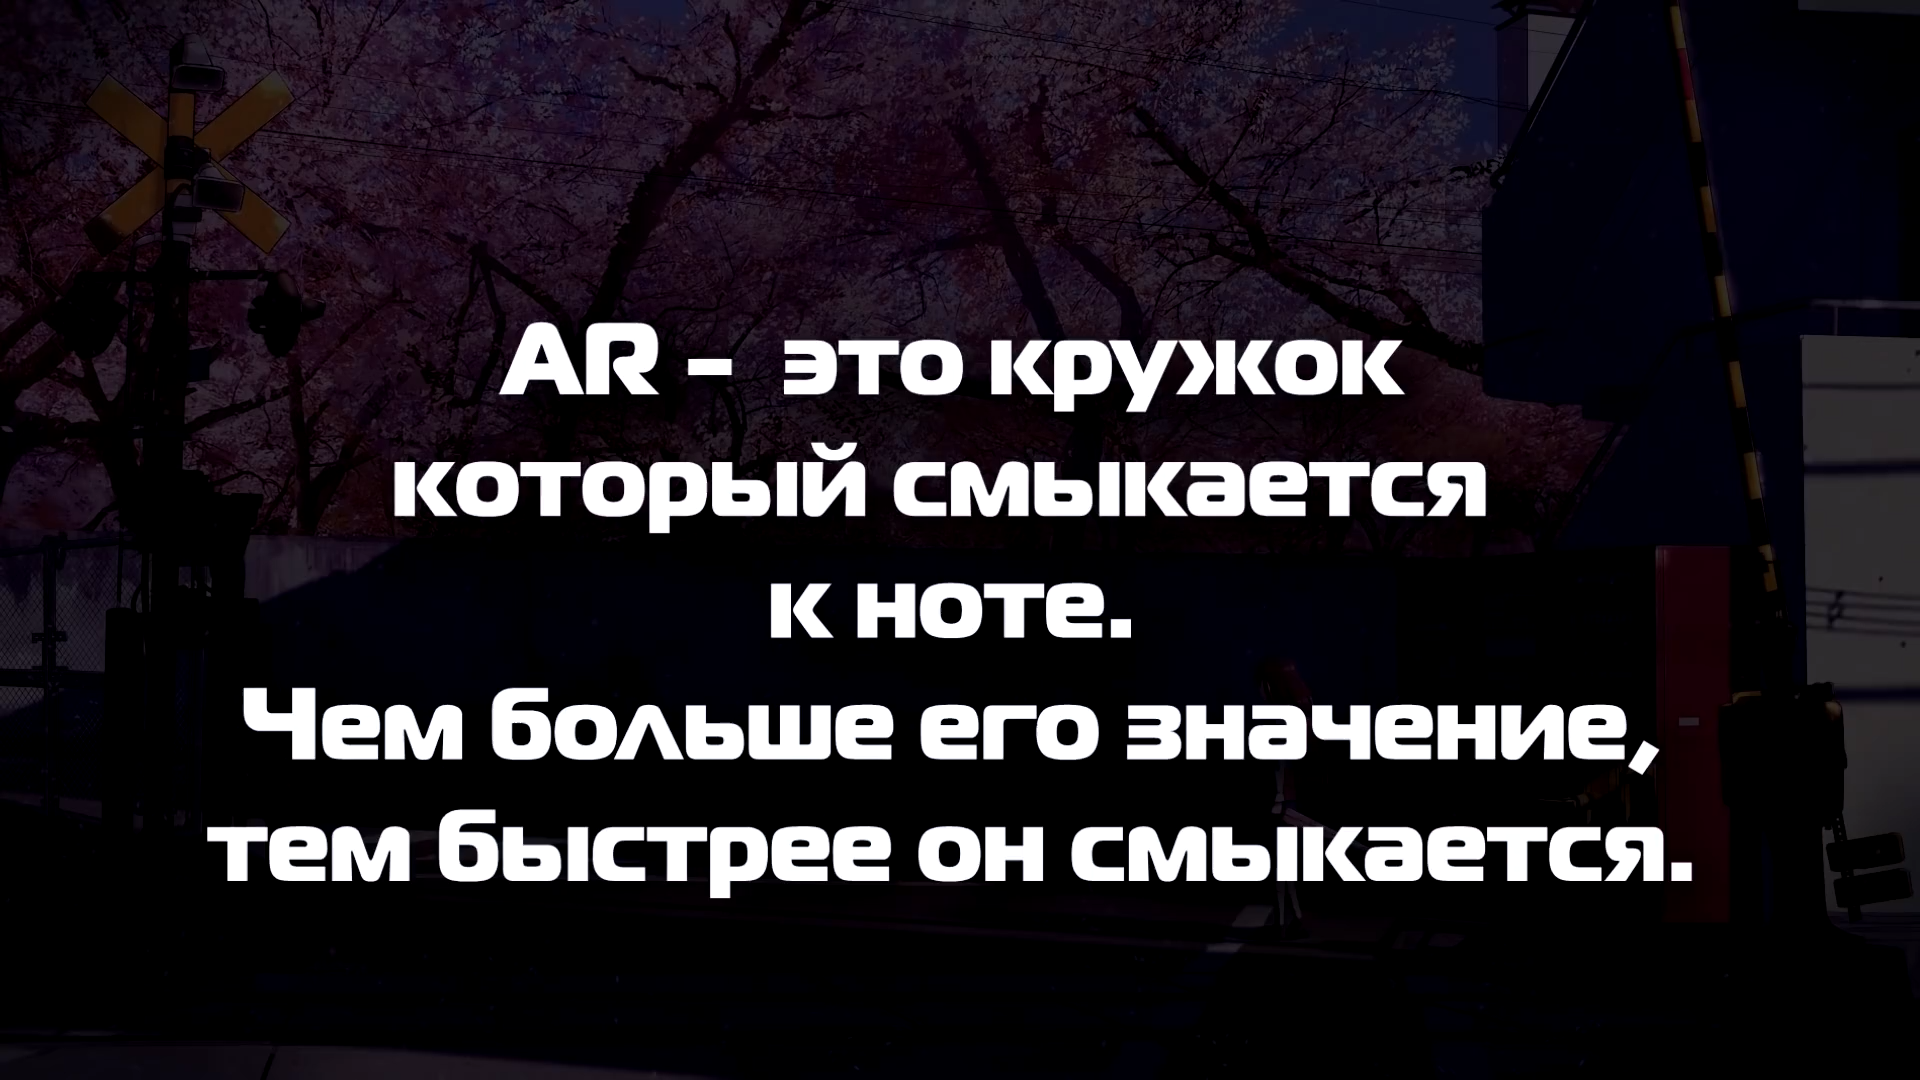 AR - это кружок
который смыкается
к ноте.
Чем больше его значение,
тем быстрее он смыкается.